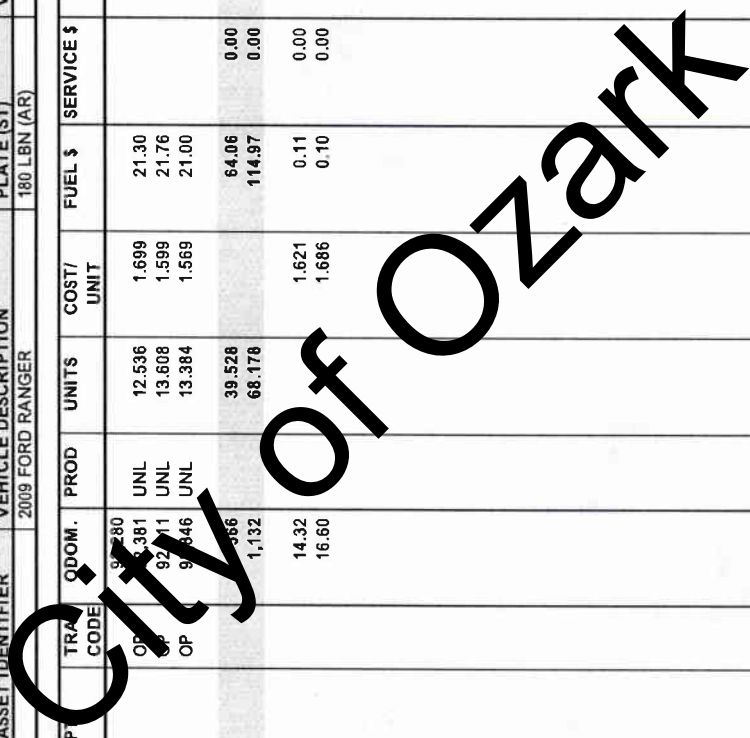 ASSET IDENTIFIER VEHICLE DESCRIPTION PLATE (ST)
2009 FORD RANGER 180 LBN (AR)
CODE ODOM. PROD UNITS COST/ UNIT FUEL $ SERVICE $
UNL 12.536 1.699 21.30
UNL 13.608 1.599 21.76
OP UNL 13.384 1.569 21.00
39.528 64.06 0.00
1,132 68.178 114.97 0.00
14.32 1.621 0.11 0.00
16.60 1.686 0.10 0.00
City of Ozark